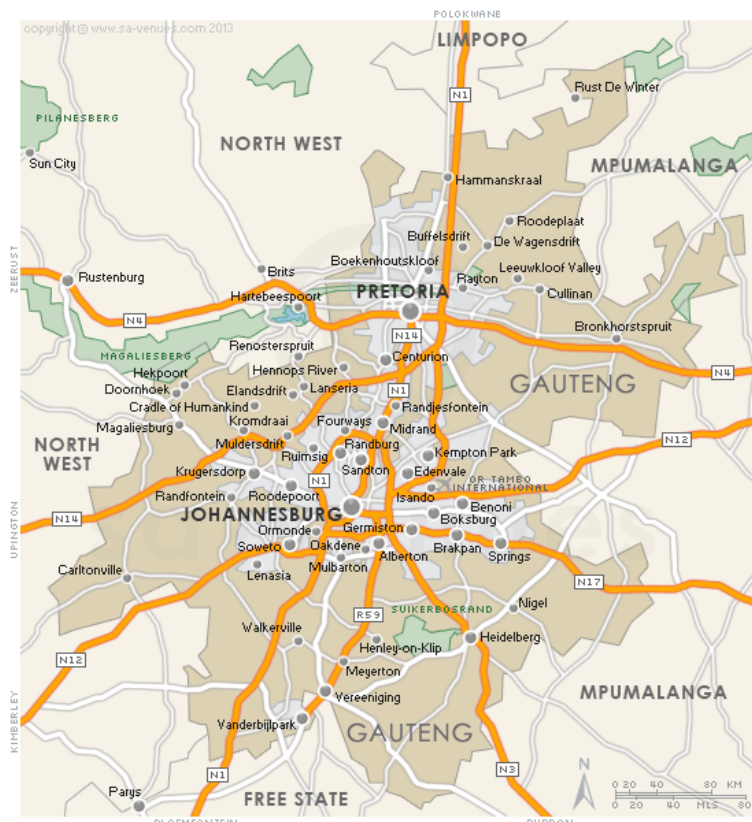 POLOKWANE
copyright © www.sa-venues.com 2013
LIMPOPO
N1
Rust De Winter
PILANESBERG
NORTH WEST
Sun City
MPUMALANGA
Hammanskraal
Roodeplaat
Buffelsdrift
De Wagensdrift
ZEERUST
Boekenhoutskloof
Brits
Leeuwkloof Valley
Rustenburg
Rayton
PRETORIA
Cullinan
Hartebeespoort
N4
N14
Bronkhorstspruit
Renosterspruit
MAGALIESBERG
Centurion
Hekpoort
Hennops River
N4
Doornhoek
Elandsdrift
Lanseria
N1
GAUTENG
Cradle of Humankind
Randjesfontein
Magaliesburg
Kromdraai
Fourways
Midrand
NORTH
WEST
Muldersdrift
Randburg
N12
Ruimsig
Kempton Park
Krugersdorp
Sandton
Edenvale
N1
OR TAMBO
INTERNATIONAL
Randfontein
Roodepoort
Isando
Benoni
JOHANNESBURG
N14
Boksburg
UPINGTON
Ormonde
Germiston
Soweto
Oakdene
Alberton
Brakpan
Springs
Mulbarton
Carltonville
Lenasia
N17
SUIKERBOSRAND
Nigel
R59
Walkerville
Henley-on-Klip
Heidelberg
N12
Meyerton
KIMBERLEY
Vereeniging
MPUMALANGA
Vanderbijlpark
GAUTENG
N1
N3
N
Parys
FREE STATE
0 20 40 80 KM
0 20 40 MLS 80